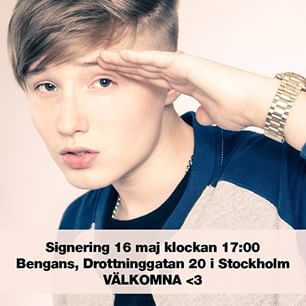 Signering 16 maj klockan 17:00
Bengans, Drottninggatan 20 i Stockholm
VÄLKOMNA <3